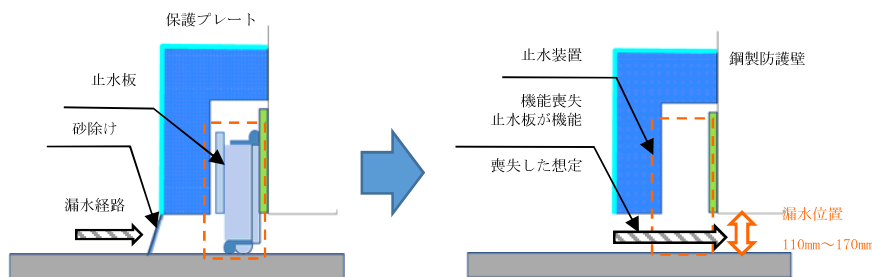 保護プレート
止水板
砂除け
漏水経路
止水装置
鋼製防護壁
機能喪失
止水板が機能
喪失した想定
漏水位置
110mm～170mm